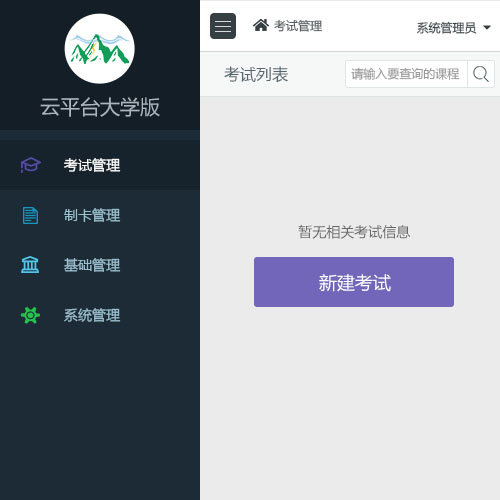 云平台大学版
考试管理
制卡管理
基础管理
系统管理
考试管理
系统管理员
考试列表
请输入要查询的课程
暂无相关考试信息
新建考试